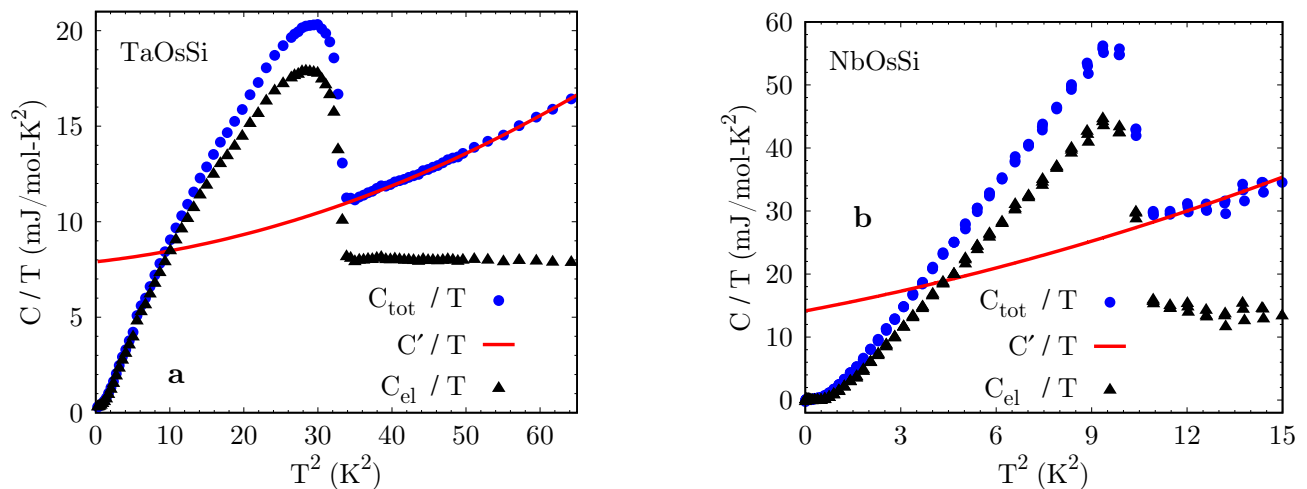 TaOsSi
C / T (mJ/mol-K²)
20
15
10
5
0
C_tot / T
C′ / T
C_el / T
a
0 10 20 30 40 50 60
T² (K²)
NbOsSi
C / T (mJ/mol-K²)
60
50
40
30
20
10
0
b
C_tot / T
C′ / T
C_el / T
0 3 6 9 12 15
T² (K²)